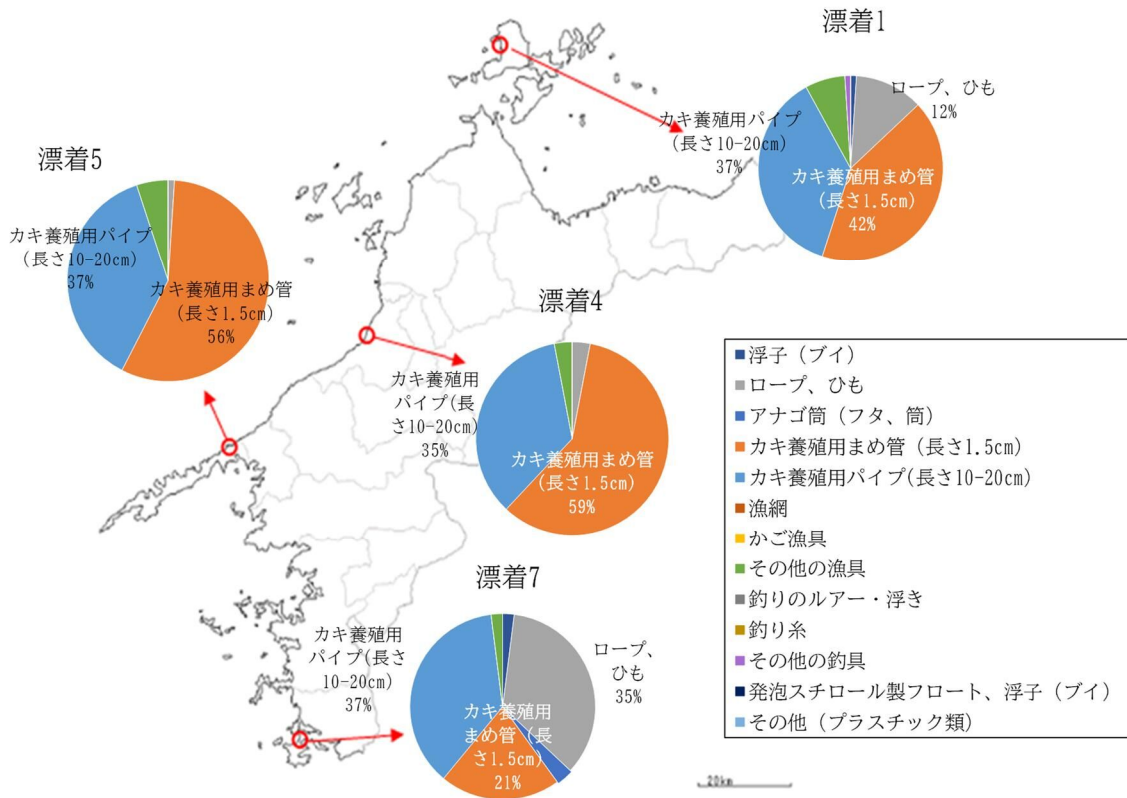 漂着1
ロープ、ひも
12%
カキ養殖用パイプ
(長さ10-20cm)
37%
カキ養殖用まめ管
(長さ1.5cm)
42%
漂着5
カキ養殖用パイプ
(長さ10-20cm)
37%
カキ養殖用まめ管
(長さ1.5cm)
56%
漂着4
カキ養殖用
パイプ(長
さ10-20cm)
35%
カキ養殖用まめ管
(長さ1.5cm)
59%
漂着7
カキ養殖用
パイプ(長さ
10-20cm)
37%
ロープ、
ひも
35%
カキ養殖用
まめ管(長
さ1.5cm)
21%
浮子(ブイ)
ロープ、ひも
アナゴ筒(フタ、筒)
カキ養殖用まめ管(長さ1.5cm)
カキ養殖用パイプ(長さ10-20cm)
漁網
かご漁具
その他の漁具
釣りのルアー・浮き
釣り糸
その他の釣具
発泡スチロール製フロート、浮子(ブイ)
その他(プラスチック類)
20km